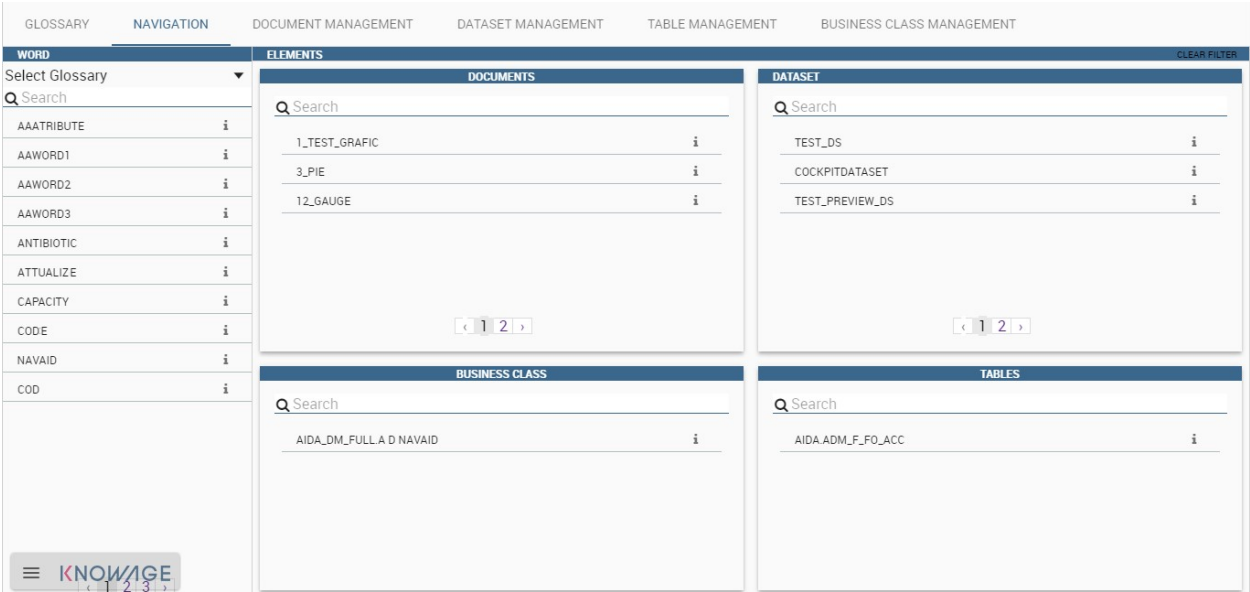 GLOSSARY NAVIGATION DOCUMENT MANAGEMENT DATASET MANAGEMENT TABLE MANAGEMENT BUSINESS CLASS MANAGEMENT
WORD
Select Glossary
Search
AAATRIBUTE i
AAWORD1 i
AAWORD2 i
AAWORD3 i
ANTIBIOTIC i
ATTUALIZE i
CAPACITY i
CODE i
NAVAID i
COD i
‹ 1 2 3 ›
KNOWAGE
ELEMENTS CLEAR FILTER
DOCUMENTS
Search
1_TEST_GRAFIC i
3_PIE i
12_GAUGE i
‹ 1 2 ›
DATASET
Search
TEST_DS i
COCKPITDATASET i
TEST_PREVIEW_DS i
‹ 1 2 ›
BUSINESS CLASS
Search
AIDA_DM_FULL.A D NAVAID i
TABLES
Search
AIDA.ADM_F_FO_ACC i